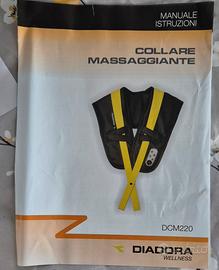 MANUALE
ISTRUZIONI
COLLARE
MASSAGGIANTE
DCM220
DIADORA
WELLNESS